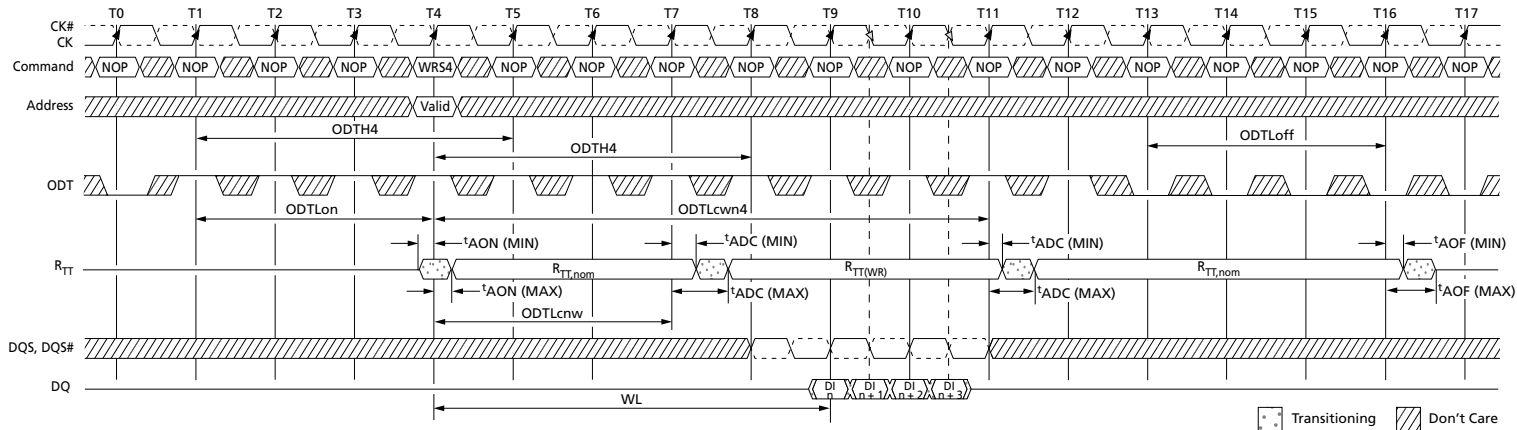 T0 T1 T2 T3 T4 T5 T6 T7 T8 T9 T10 T11 T12 T13 T14 T15 T16 T17
CK#
CK
Command NOP NOP NOP NOP WRS4 NOP NOP NOP NOP NOP NOP NOP NOP NOP NOP NOP NOP NOP
Address Valid
ODTH4 ODTLoff
ODTH4
ODT
ODTLon ODTLcwn4
tAON (MIN) tADC (MIN) tADC (MIN) tAOF (MIN)
RTT RTT,nom RTT(WR) RTT,nom
tAON (MAX) tADC (MAX) tADC (MAX) tAOF (MAX)
ODTLcnw
DQS, DQS#
DQ DI n DI n + 1 DI n + 2 DI n + 3
WL
Transitioning Don't Care